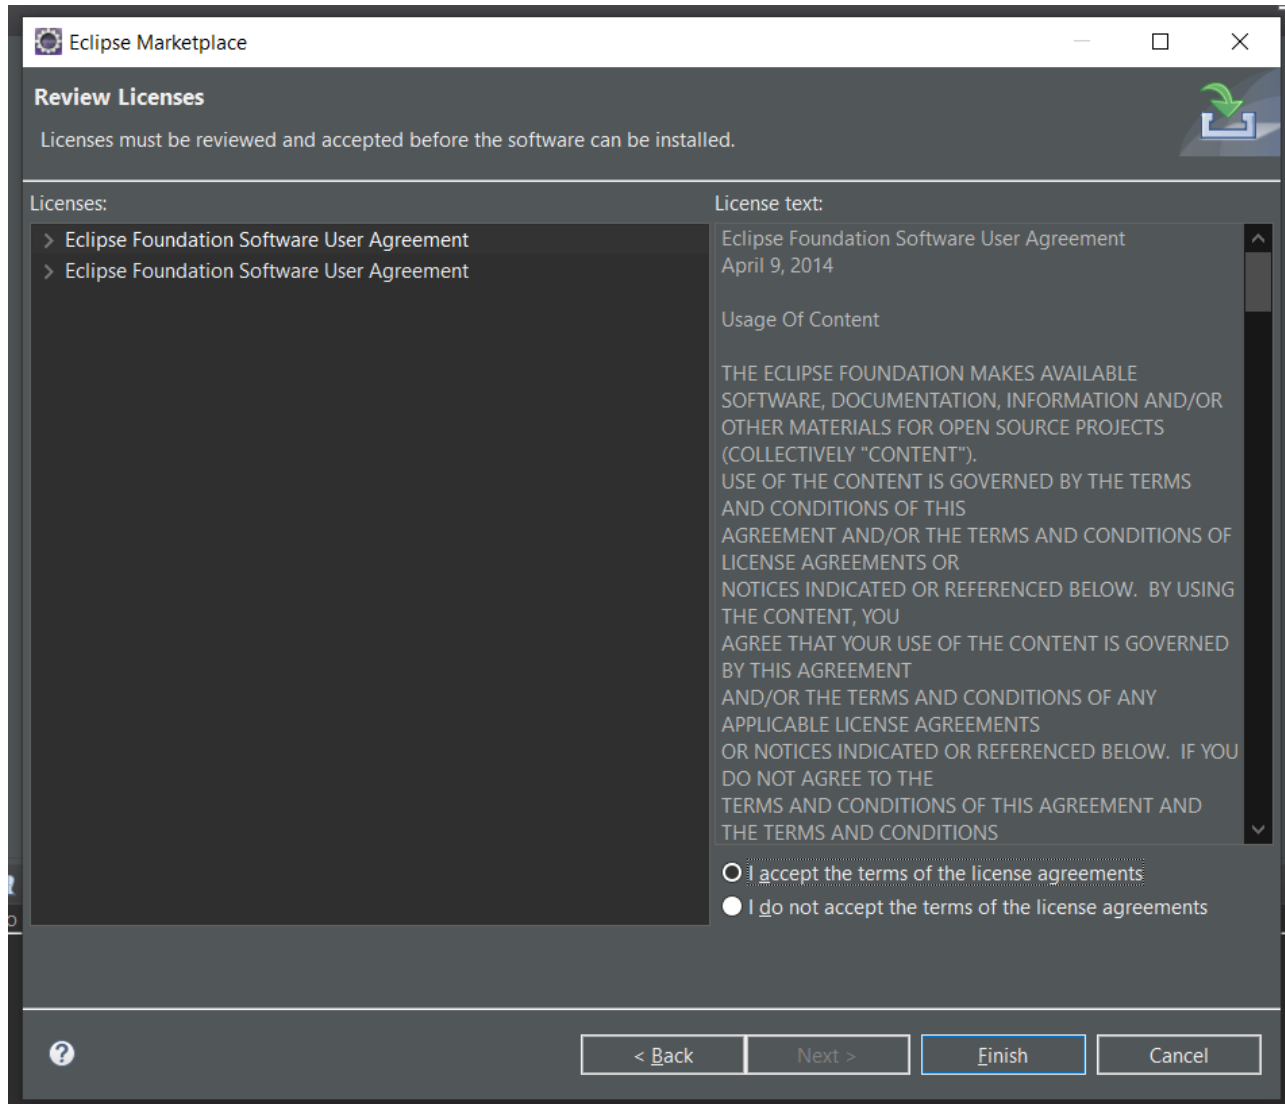 Eclipse Marketplace
Review Licenses
Licenses must be reviewed and accepted before the software can be installed.
Licenses:
Eclipse Foundation Software User Agreement
Eclipse Foundation Software User Agreement
License text:
Eclipse Foundation Software User Agreement
April 9, 2014
Usage Of Content
THE ECLIPSE FOUNDATION MAKES AVAILABLE
SOFTWARE, DOCUMENTATION, INFORMATION AND/OR
OTHER MATERIALS FOR OPEN SOURCE PROJECTS
(COLLECTIVELY "CONTENT").
USE OF THE CONTENT IS GOVERNED BY THE TERMS
AND CONDITIONS OF THIS
AGREEMENT AND/OR THE TERMS AND CONDITIONS OF
LICENSE AGREEMENTS OR
NOTICES INDICATED OR REFERENCED BELOW.  BY USING
THE CONTENT, YOU
AGREE THAT YOUR USE OF THE CONTENT IS GOVERNED
BY THIS AGREEMENT
AND/OR THE TERMS AND CONDITIONS OF ANY
APPLICABLE LICENSE AGREEMENTS
OR NOTICES INDICATED OR REFERENCED BELOW.  IF YOU
DO NOT AGREE TO THE
TERMS AND CONDITIONS OF THIS AGREEMENT AND
THE TERMS AND CONDITIONS
I accept the terms of the license agreements
I do not accept the terms of the license agreements
< Back
Next >
Finish
Cancel